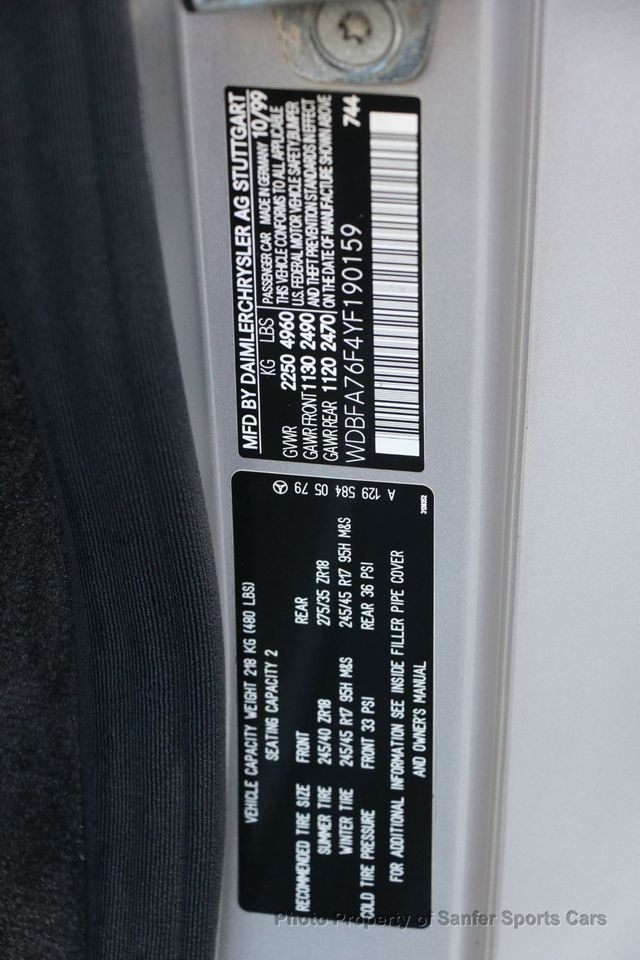 MFD BY DAIMLERCHRYSLER AG STUTTGART
PASSENGER CAR MADE IN GERMANY 10/99
KG LBS
THIS VEHICLE CONFORMS TO ALL APPLICABLE
GVWR 2250 4960 U.S. FEDERAL MOTOR VEHICLE SAFETY,BUMPER
GAWR FRONT 1130 2490 AND THEFT PREVENTION STANDARDS IN EFFECT
GAWR REAR 1120 2470 ON THE DATE OF MANUFACTURE SHOWN ABOVE
WDBFA76F4YF190159 744
A 129 584 05 79
VEHICLE CAPACITY WEIGHT 218 KG (480 LBS)
SEATING CAPACITY 2
RECOMMENDED TIRE SIZE FRONT REAR
SUMMER TIRE 245/40 ZR18 275/35 ZR18
WINTER TIRE 245/45 R17 95H M&S 245/45 R17 95H M&S
COLD TIRE PRESSURE FRONT 33 PSI REAR 36 PSI
FOR ADDITIONAL INFORMATION SEE INSIDE FILLER PIPE COVER
AND OWNER'S MANUAL
Photo Property of Sanfer Sports Cars